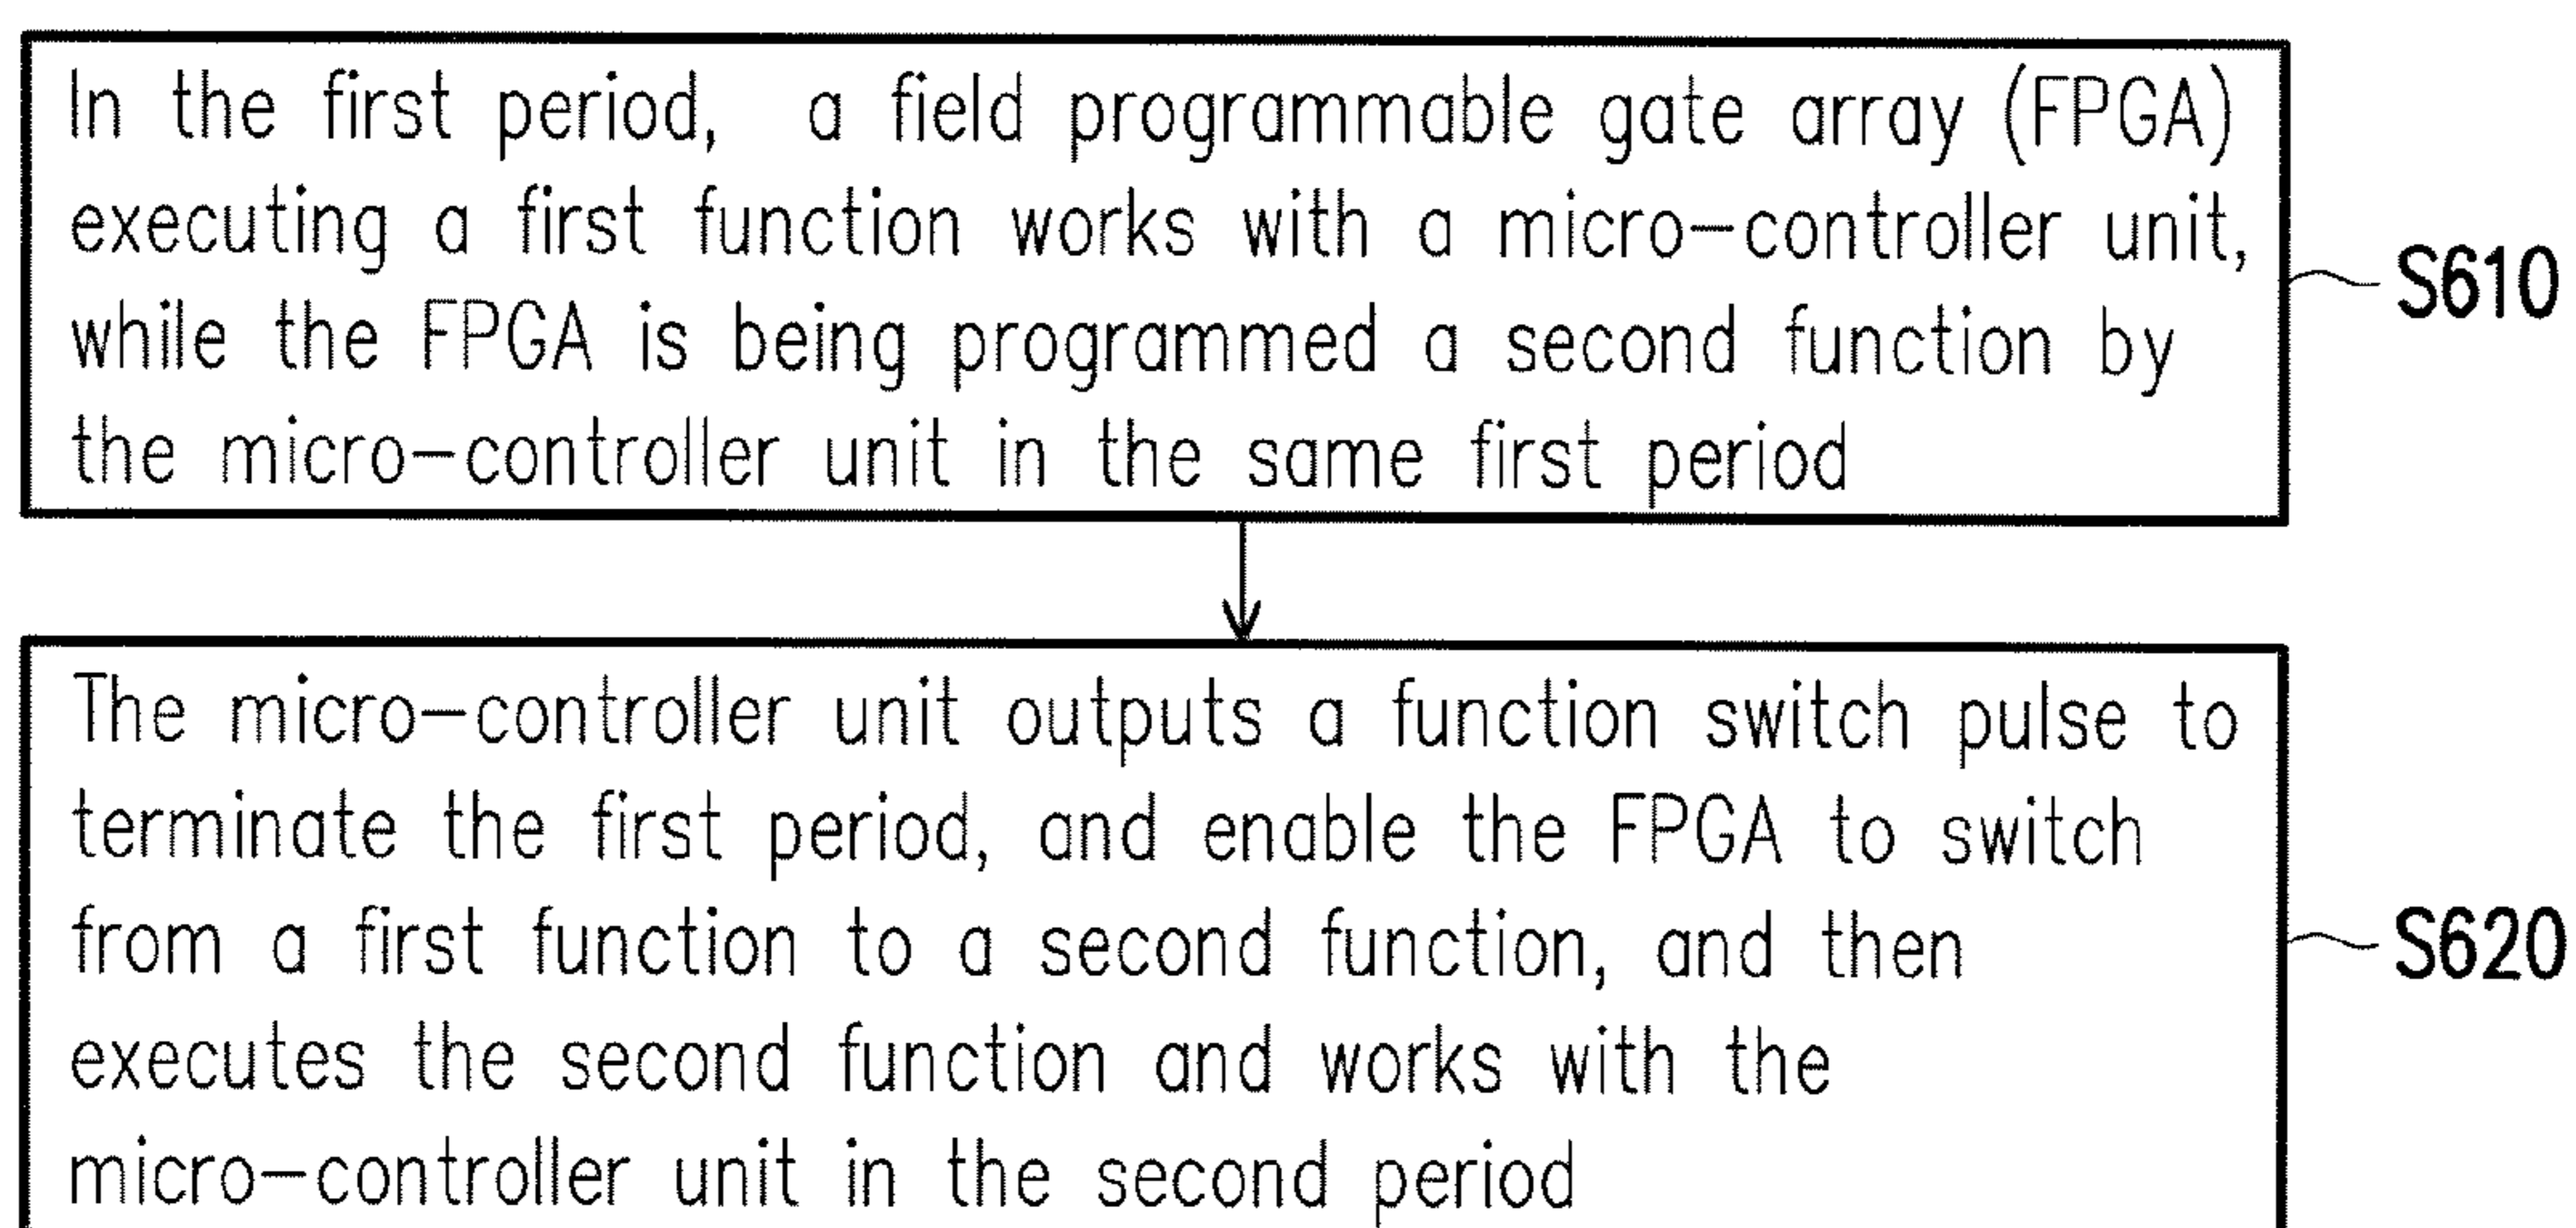 In the first period, a field programmable gate array (FPGA)
executing a first function works with a micro-controller unit,
while the FPGA is being programmed a second function by
the micro-controller unit in the same first period
S610
The micro-controller unit outputs a function switch pulse to
terminate the first period, and enable the FPGA to switch
from a first function to a second function, and then
executes the second function and works with the
micro-controller unit in the second period
S620